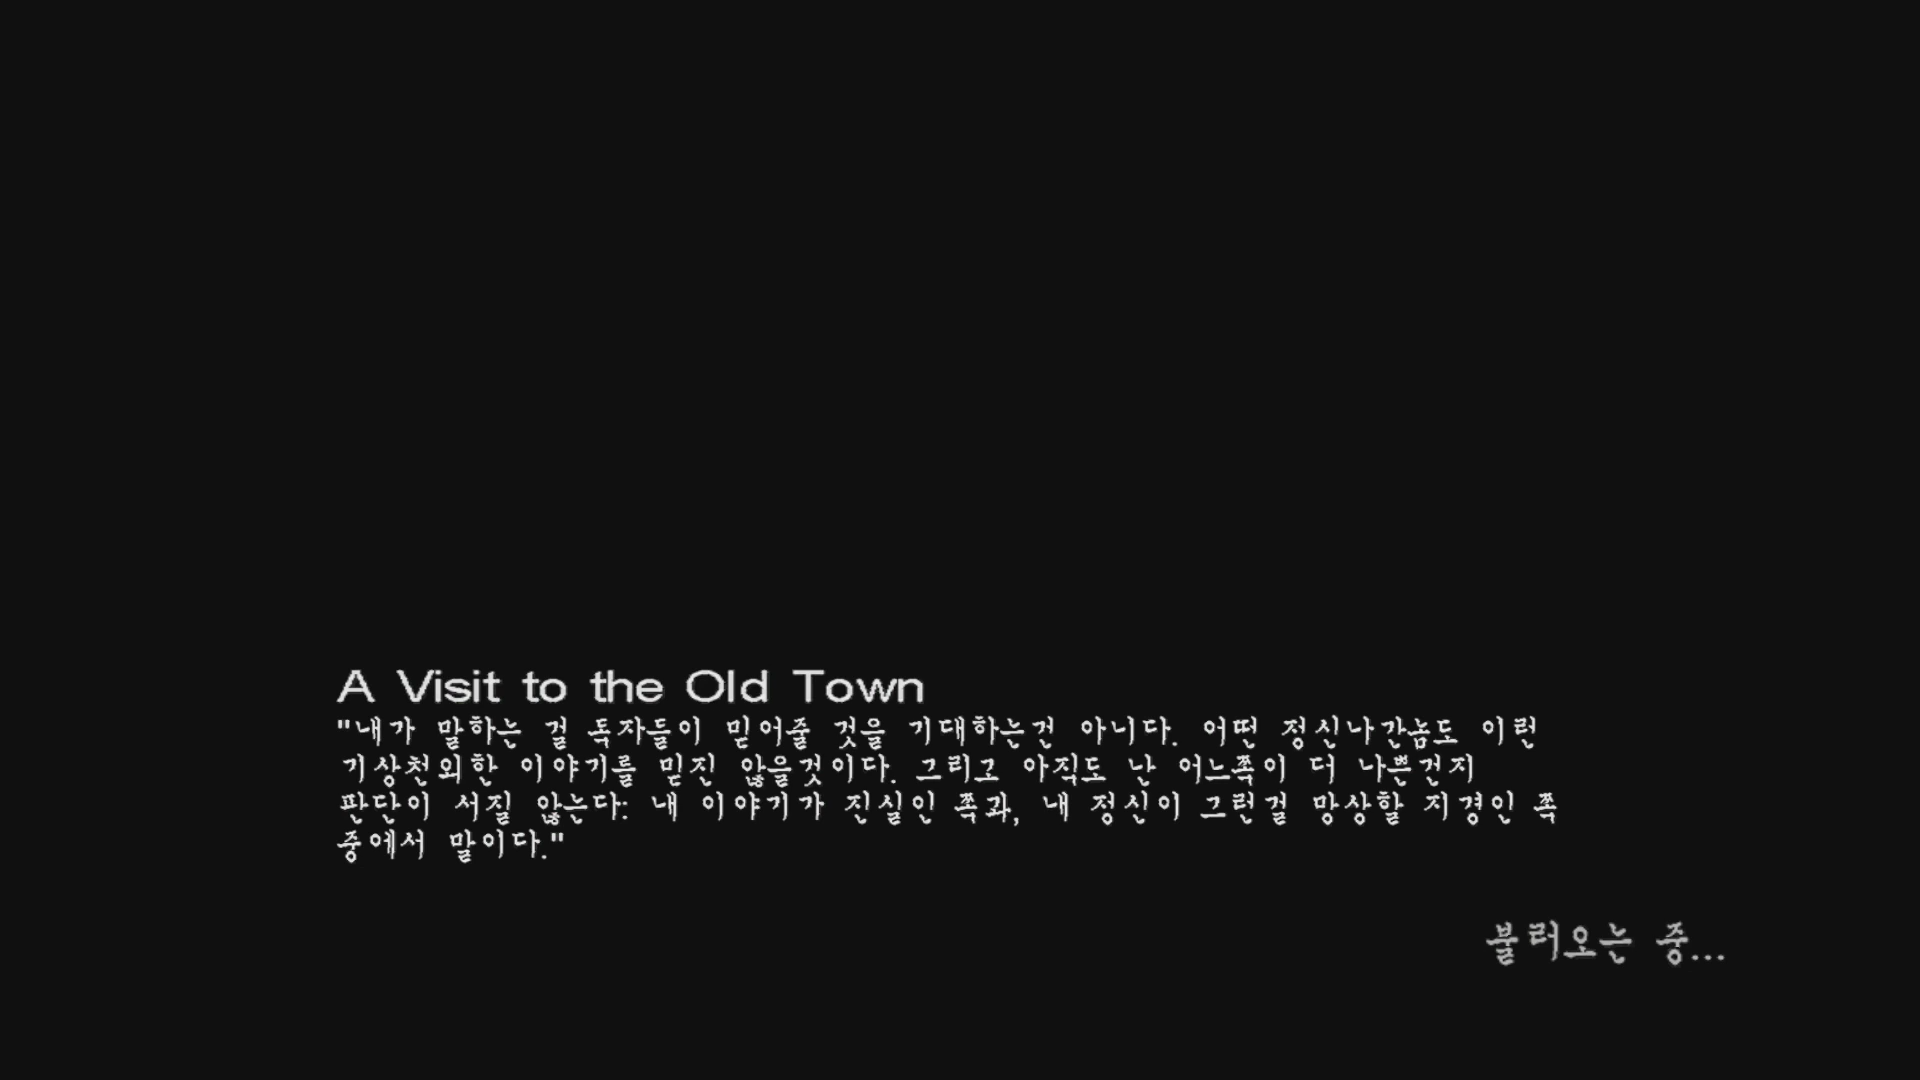 A Visit to the Old Town
"내가 말하는 걸 독자들이 믿어줄 것을 기대하는건 아니다. 어떤 정신나간놈도 이런
기상천외한 이야기를 믿진 않을것이다. 그리고 아직도 난 어느쪽이 더 나쁜건지
판단이 서질 않는다: 내 이야기가 진실인 쪽과, 내 정신이 그런걸 망상할 지경인 쪽
중에서 말이다."
불러오는 중...